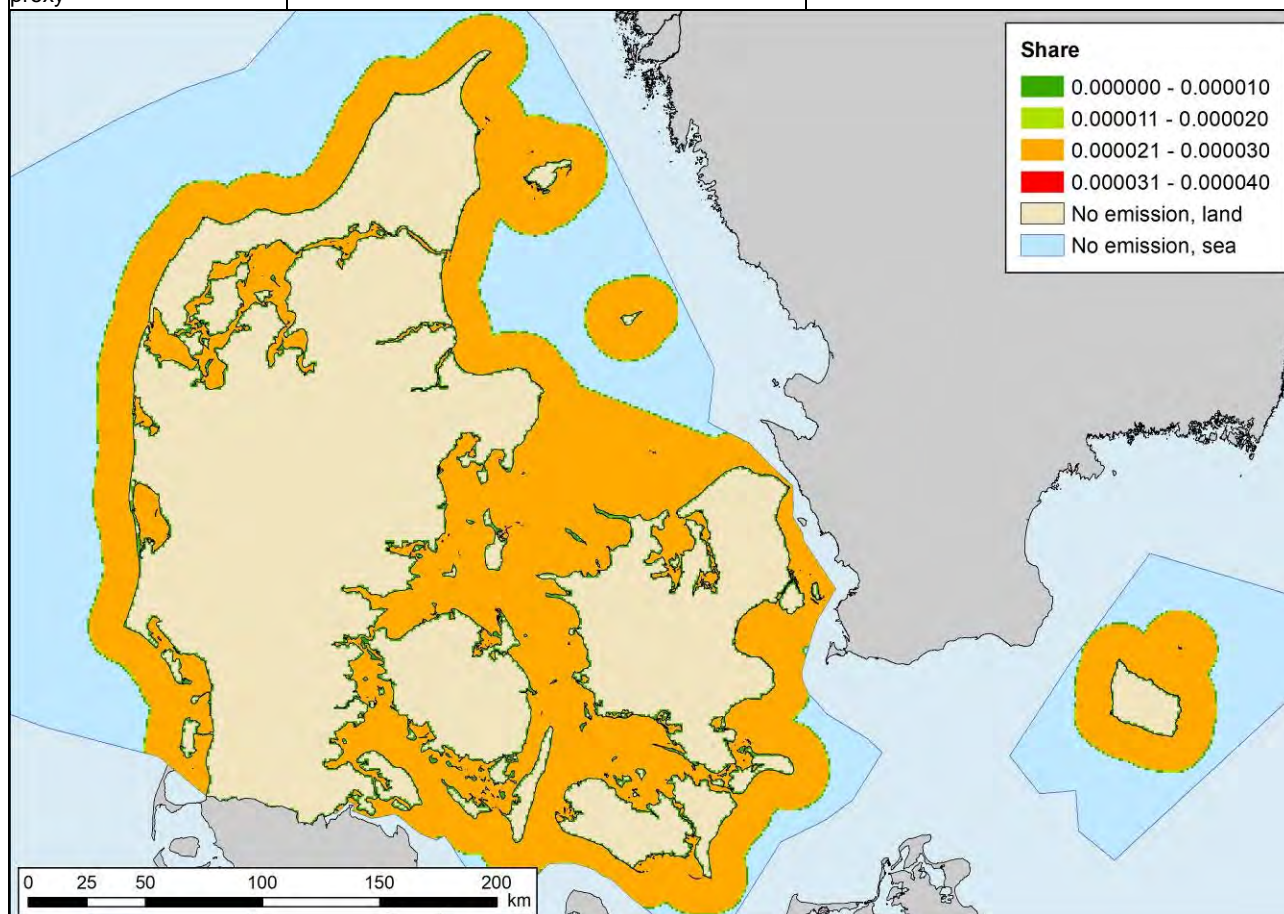 proxy
Share
0.000000 - 0.000010
0.000011 - 0.000020
0.000021 - 0.000030
0.000031 - 0.000040
No emission, land
No emission, sea
0 25 50 100 150 200
km